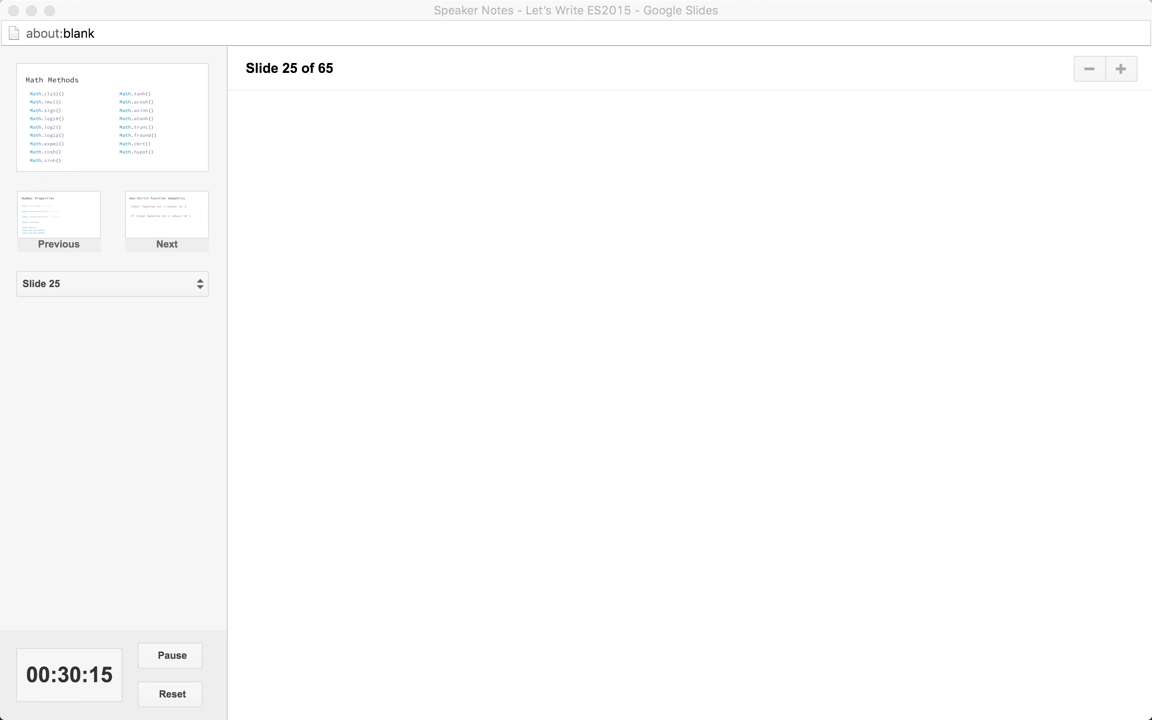 Speaker Notes - Let's Write ES2015 - Google Slides
about:blank
Slide 25 of 65
Math Methods
Math.clz32()
Math.imul()
Math.sign()
Math.log10()
Math.log2()
Math.log1p()
Math.expm1()
Math.cosh()
Math.sinh()
Math.tanh()
Math.acosh()
Math.asinh()
Math.atanh()
Math.trunc()
Math.fround()
Math.cbrt()
Math.hypot()
Number Properties
Previous
Non-Strict Function Semantics
Next
Slide 25
00:30:15
Pause
Reset